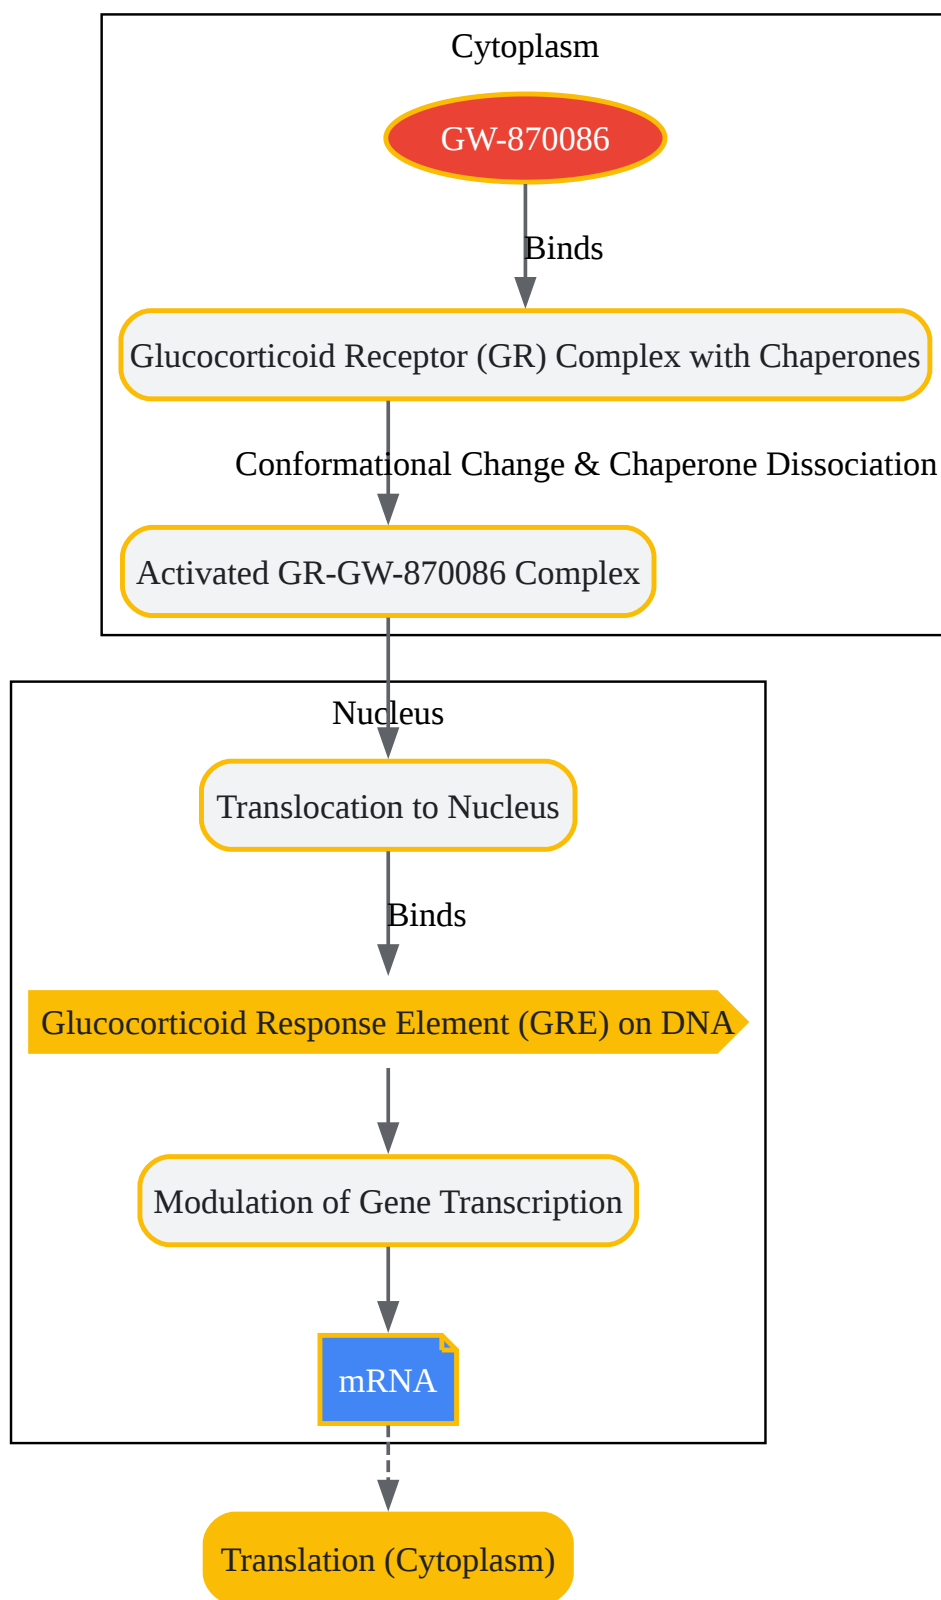 Cytoplasm
GW-870086
Binds
Glucocorticoid Receptor (GR) Complex with Chaperones
Conformational Change & Chaperone Dissociation
Activated GR-GW-870086 Complex
Nucleus
Translocation to Nucleus
Binds
Glucocorticoid Response Element (GRE) on DNA
Modulation of Gene Transcription
mRNA
Translation (Cytoplasm)